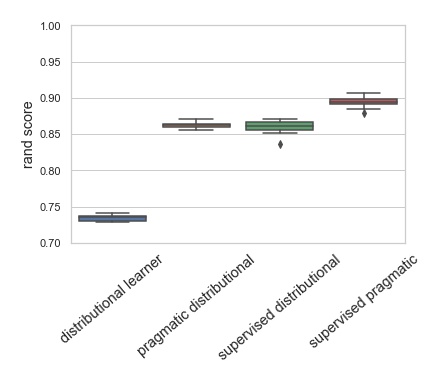 1.00
0.95
0.90
0.85
0.80
0.75
0.70
rand score
distributional learner
pragmatic distributional
supervised distributional
supervised pragmatic